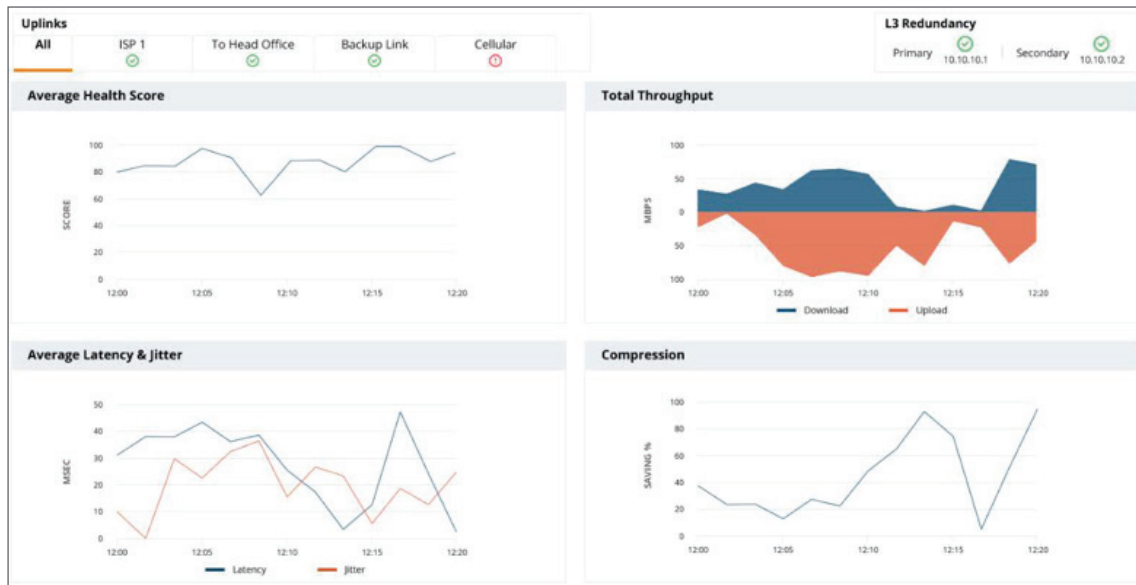 Uplinks
All
ISP 1
To Head Office
Backup Link
Cellular
L3 Redundancy
Primary
10.10.10.1
Secondary
10.10.10.2
Average Health Score
SCORE
100
80
60
40
20
0
12:00
12:05
12:10
12:15
12:20
Total Throughput
MBPS
100
50
0
50
100
12:00
12:05
12:10
12:15
12:20
Download
Upload
Average Latency & Jitter
MSEC
50
40
30
20
10
0
12:00
12:05
12:10
12:15
12:20
Latency
Jitter
Compression
SAVING %
100
80
60
40
20
0
12:00
12:05
12:10
12:15
12:20